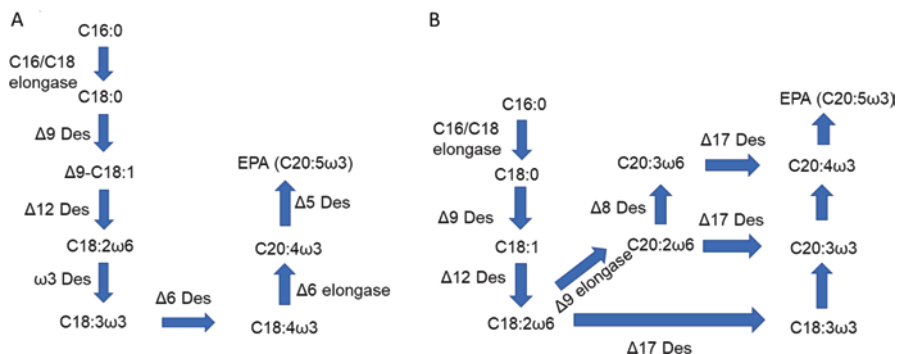 A
C16:0
C16/C18
elongase
C18:0
Δ9 Des
Δ9-C18:1
Δ12 Des
C18:2ω6
ω3 Des
C18:3ω3
Δ6 Des
C18:4ω3
Δ6 elongase
C20:4ω3
Δ5 Des
EPA (C20:5ω3)
B
C16:0
C16/C18
elongase
C18:0
Δ9 Des
C18:1
Δ12 Des
C18:2ω6
Δ9 elongase
C20:2ω6
Δ8 Des
C20:3ω6
Δ17 Des
Δ17 Des
Δ17 Des
C18:3ω3
C20:3ω3
C20:4ω3
EPA (C20:5ω3)